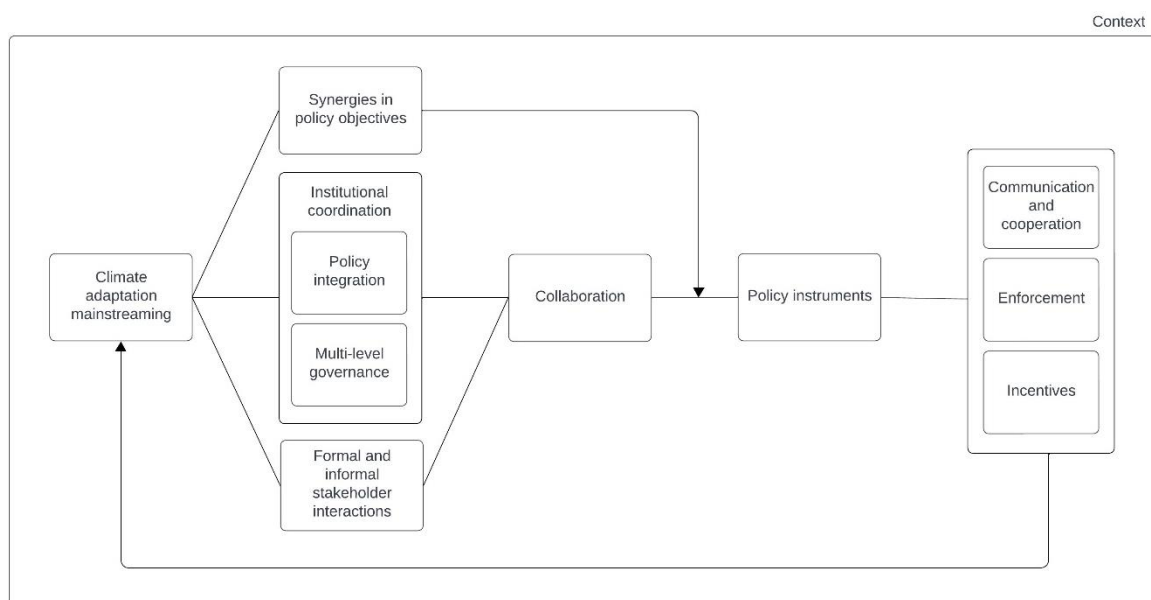 Context
Synergies in
policy objectives
Institutional
coordination
Policy
integration
Multi-level
governance
Formal and
informal
stakeholder
interactions
Climate
adaptation
mainstreaming
Collaboration
Policy instruments
Communication
and
cooperation
Enforcement
Incentives